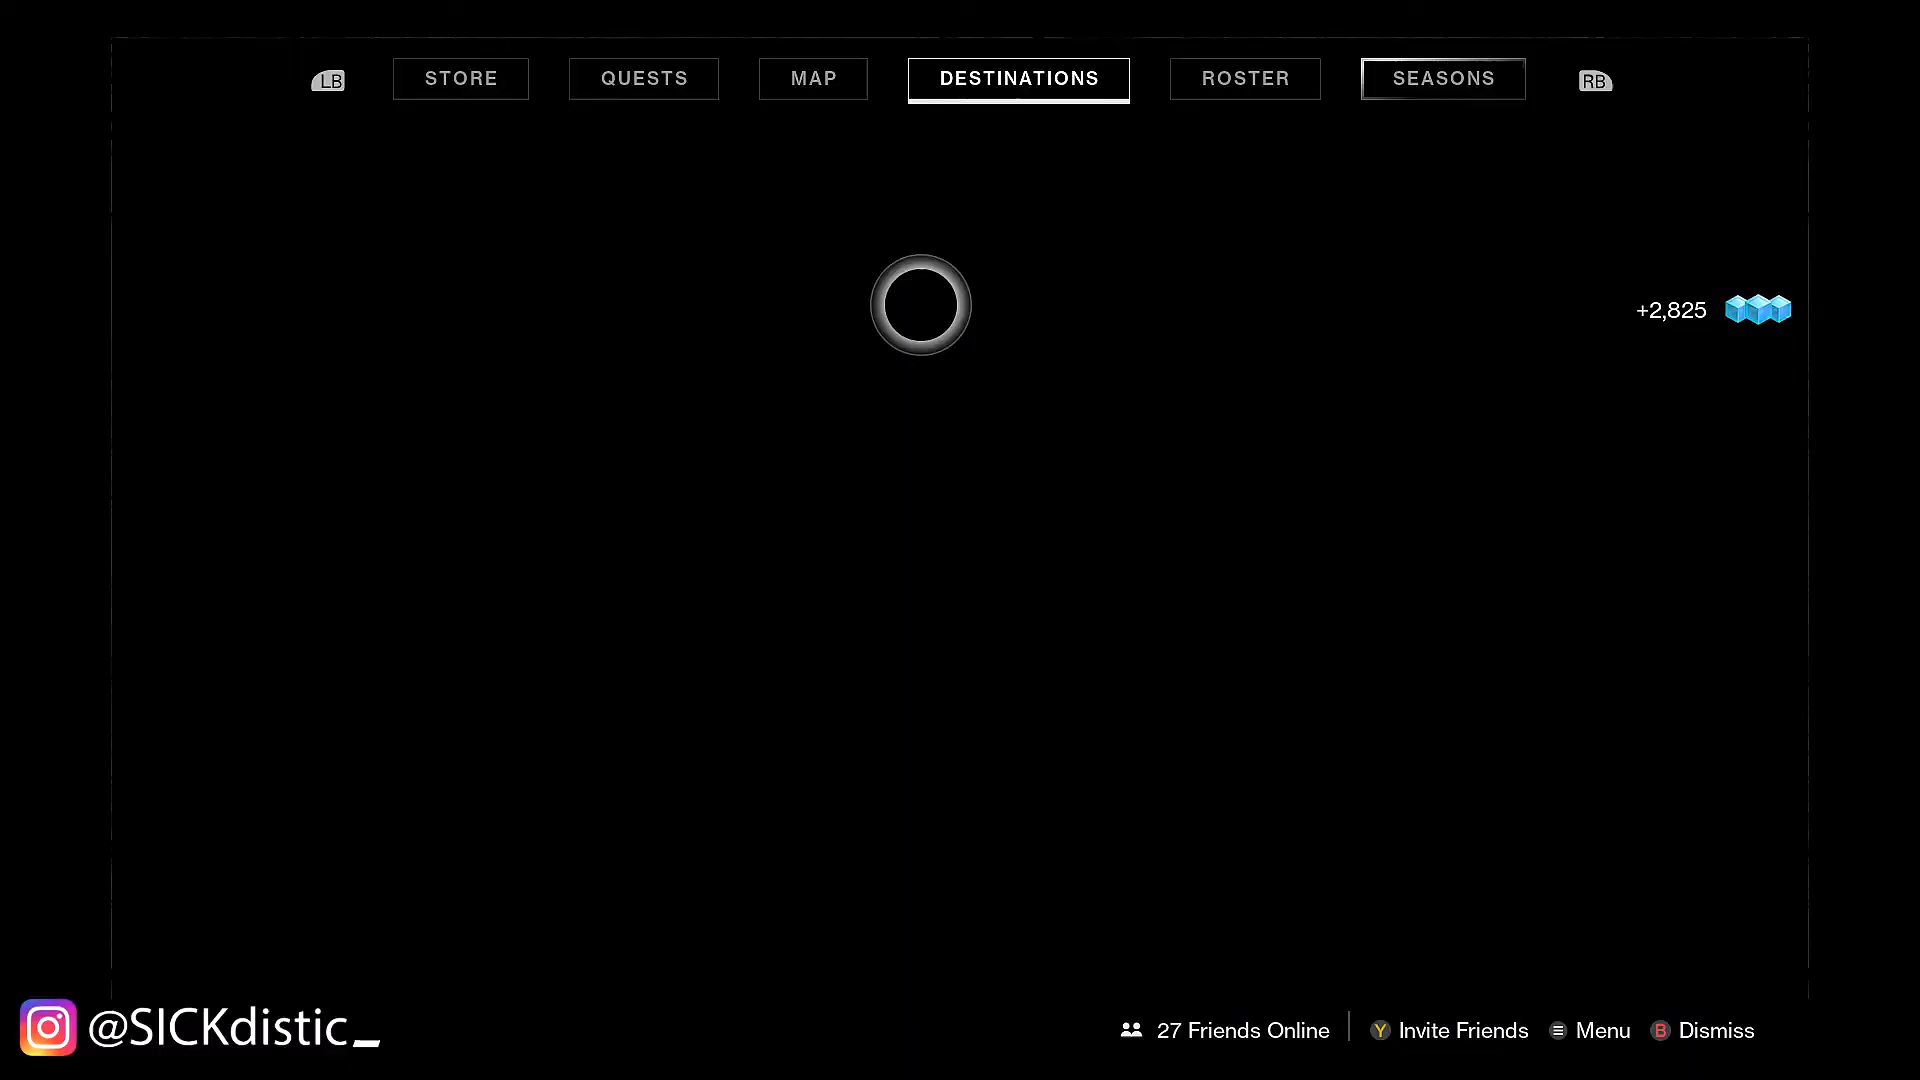 LB STORE QUESTS MAP DESTINATIONS ROSTER SEASONS RB
+2,825
@SICKdistic_
27 Friends Online Y Invite Friends Menu B Dismiss